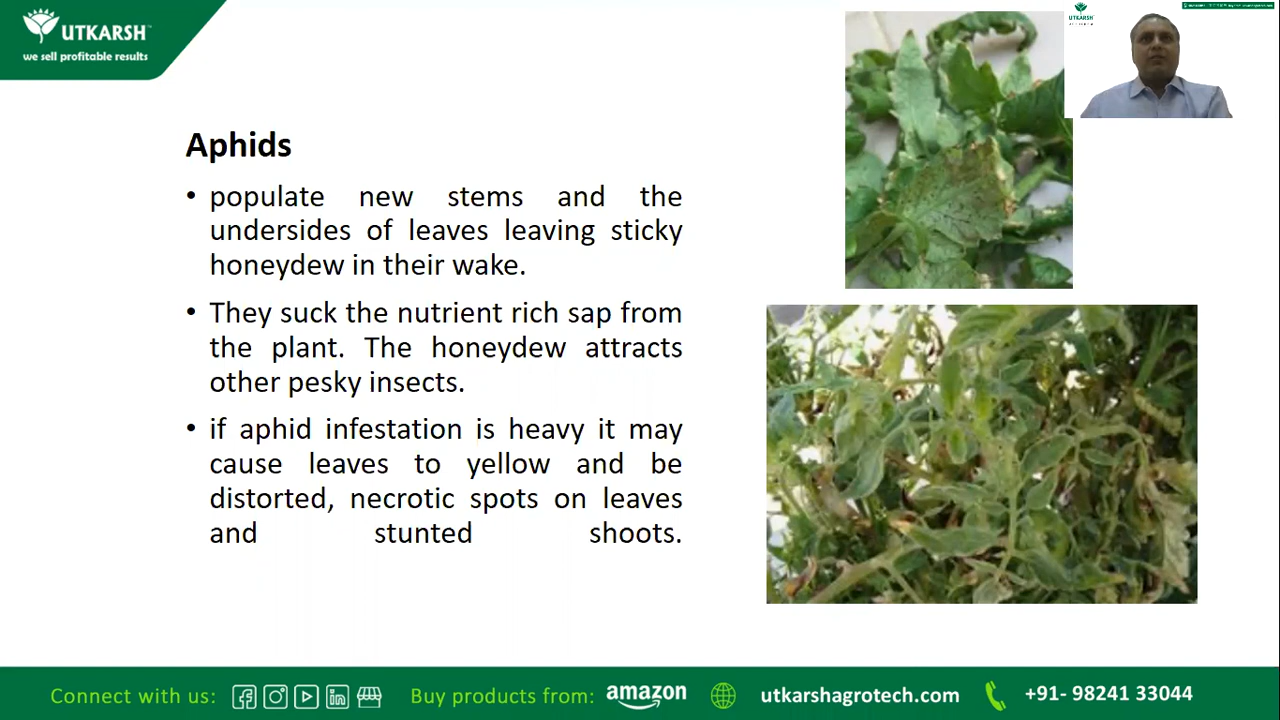 UTKARSH™
we sell profitable results
Aphids
• populate new stems and the
undersides of leaves leaving sticky
honeydew in their wake.
• They suck the nutrient rich sap from
the plant. The honeydew attracts
other pesky insects.
• if aphid infestation is heavy it may
cause leaves to yellow and be
distorted, necrotic spots on leaves
and stunted shoots.
Connect with us:
Buy products from: amazon
utkarshagrotech.com
+91- 98241 33044